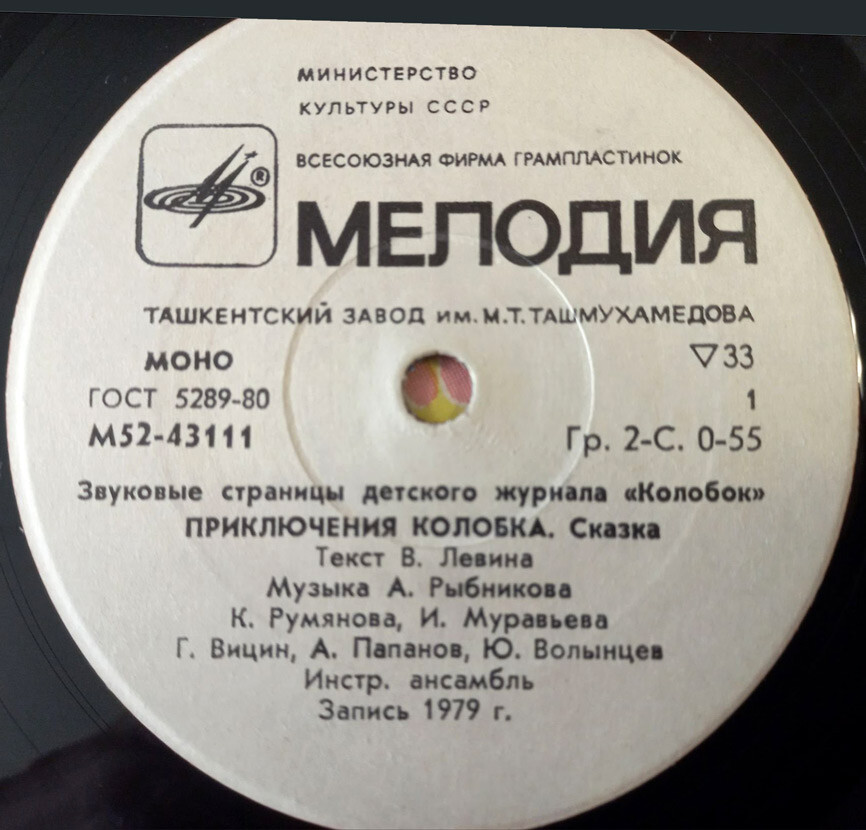 МИНИСТЕРСТВО
КУЛЬТУРЫ СССР
ВСЕСОЮЗНАЯ ФИРМА ГРАМПЛАСТИНОК
®
МЕЛОДИЯ
ТАШКЕНТСКИЙ ЗАВОД им. М.Т. ТАШМУХАМЕДОВА
МОНО ▽33
ГОСТ 5289-80 1
М52-43111 Гр. 2-С. 0-55
Звуковые страницы детского журнала «Колобок»
ПРИКЛЮЧЕНИЯ КОЛОБКА. Сказка
Текст В. Левина
Музыка А. Рыбникова
К. Румянова, И. Муравьева
Г. Вицин, А. Папанов, Ю. Волынцев
Инстр. ансамбль
Запись 1979 г.